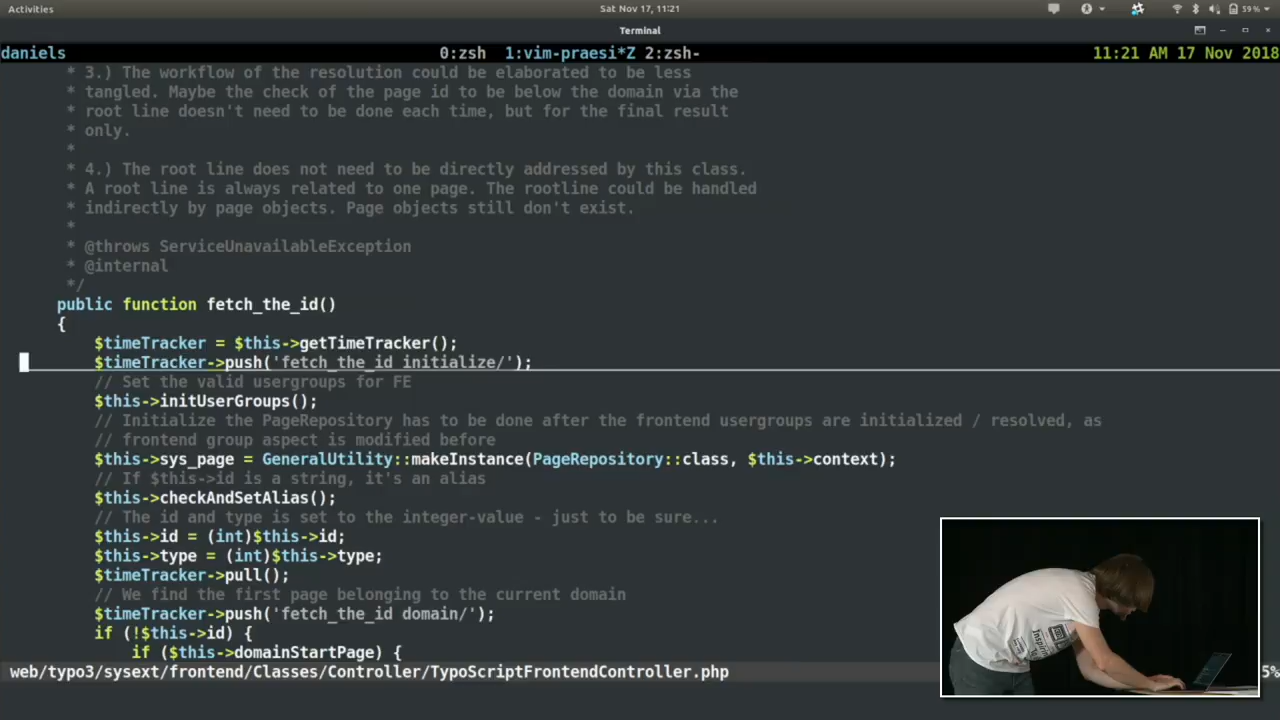 Activities
Sat Nov 17, 11:21
59%
Terminal
daniels 0:zsh 1:vim-praesi*Z 2:zsh- 11:21 AM 17 Nov 2018
* 3.) The workflow of the resolution could be elaborated to be less
* tangled. Maybe the check of the page id to be below the domain via the
* root line doesn't need to be done each time, but for the final result
* only.
*
* 4.) The root line does not need to be directly addressed by this class.
* A root line is always related to one page. The rootline could be handled
* indirectly by page objects. Page objects still don't exist.
*
* @throws ServiceUnavailableException
* @internal
*/
public function fetch_the_id()
{
$timeTracker = $this->getTimeTracker();
$timeTracker->push('fetch_the_id initialize/');
// Set the valid usergroups for FE
$this->initUserGroups();
// Initialize the PageRepository has to be done after the frontend usergroups are initialized / resolved, as
// frontend group aspect is modified before
$this->sys_page = GeneralUtility::makeInstance(PageRepository::class, $this->context);
// If $this->id is a string, it's an alias
$this->checkAndSetAlias();
// The id and type is set to the integer-value - just to be sure...
$this->id = (int)$this->id;
$this->type = (int)$this->type;
$timeTracker->pull();
// We find the first page belonging to the current domain
$timeTracker->push('fetch_the_id domain/');
if (!$this->id) {
if ($this->domainStartPage) {
web/typo3/sysext/frontend/Classes/Controller/TypoScriptFrontendController.php 5%